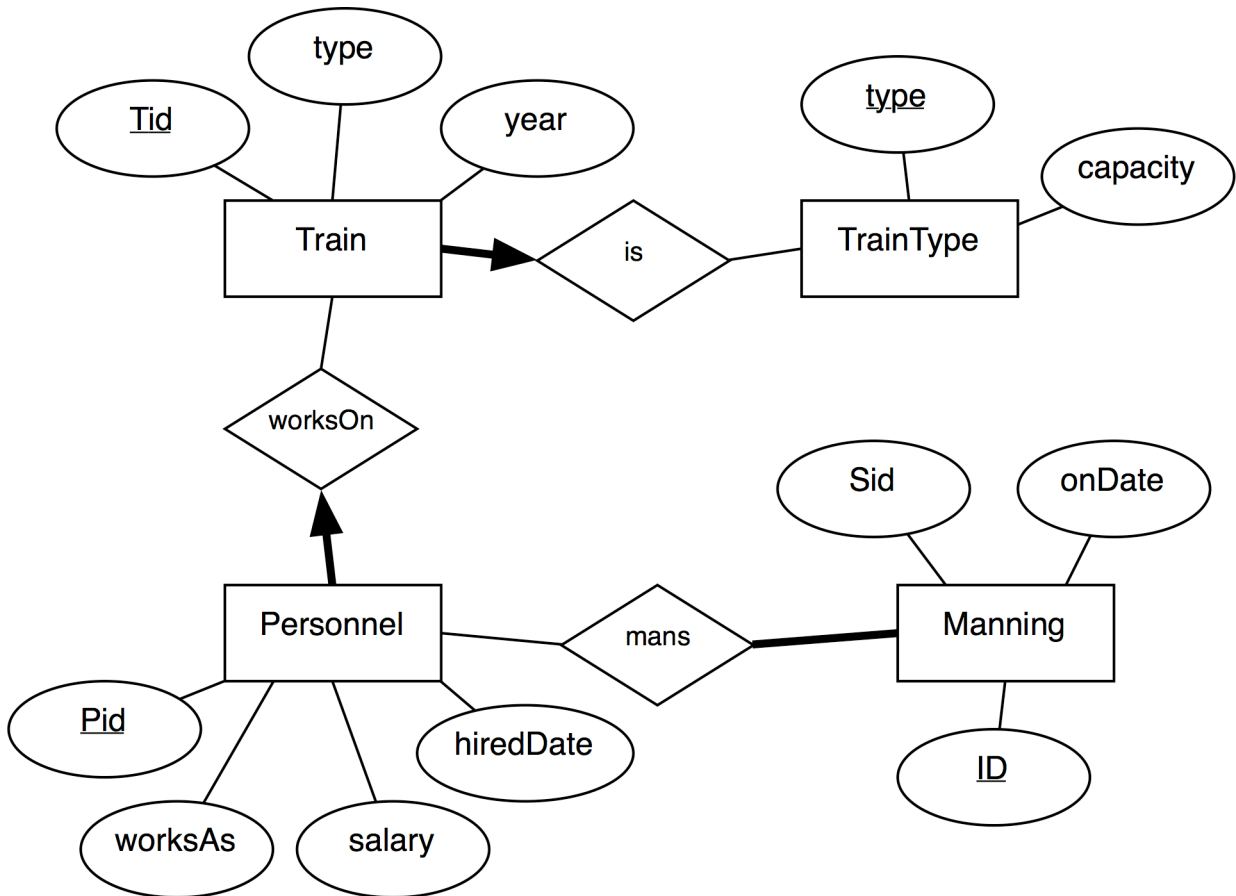 type
Tid
year
type
capacity
Train
is
TrainType
worksOn
Sid
onDate
Personnel
mans
Manning
Pid
hiredDate
ID
worksAs
salary